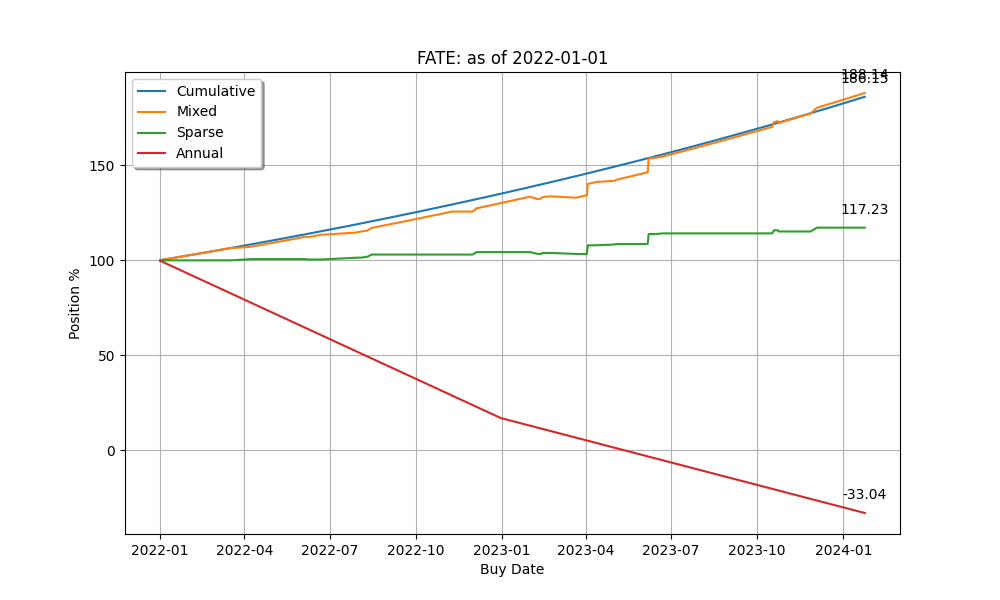 FATE: as of 2022-01-01
188.14
186.15
Cumulative
Mixed
Sparse
Annual
150
117.23
100
Position %
50
0
-33.04
2022-01 2022-04 2022-07 2022-10 2023-01 2023-04 2023-07 2023-10 2024-01
Buy Date